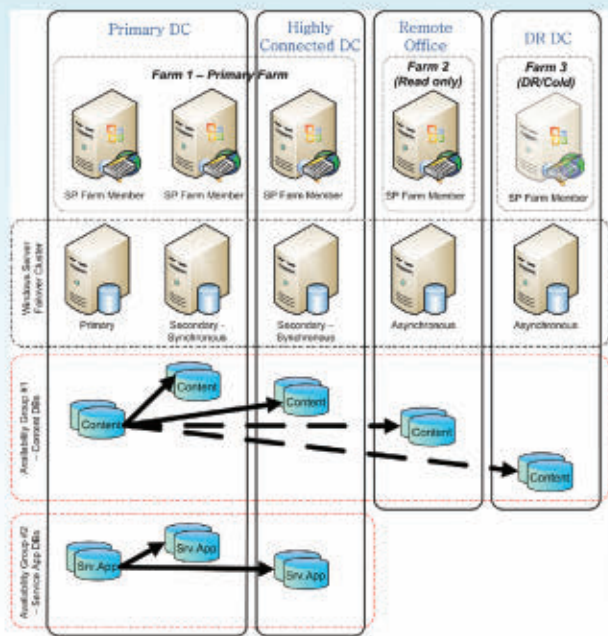 Primary DC
Highly
Connected DC
Remote
Office
DR DC
Farm 1 – Primary Farm
Farm 2
(Read only)
Farm 3
(DR/Cold)
SP Farm Member
SP Farm Member
SP Farm Member
SP Farm Member
SP Farm Member
Windows Server
Failover Cluster
Primary
Secondary -
Synchronous
Secondary –
Synchronous
Asynchronous
Asynchronous
Availability Group #1
– Content DBs
Content
Content
Content
Content
Content
Availability Group #2
– Service App DBs
Srv.App
Srv.App
Srv.App